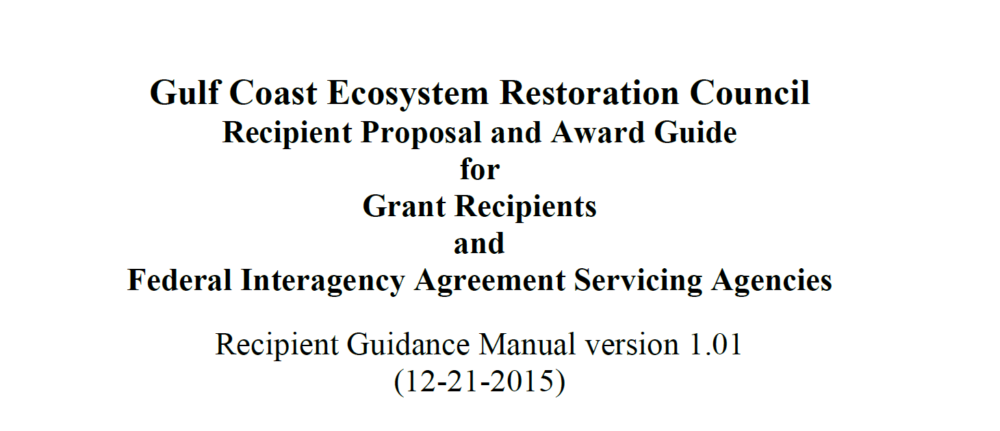 Gulf Coast Ecosystem Restoration Council
Recipient Proposal and Award Guide
for
Grant Recipients
and
Federal Interagency Agreement Servicing Agencies
Recipient Guidance Manual version 1.01
(12-21-2015)